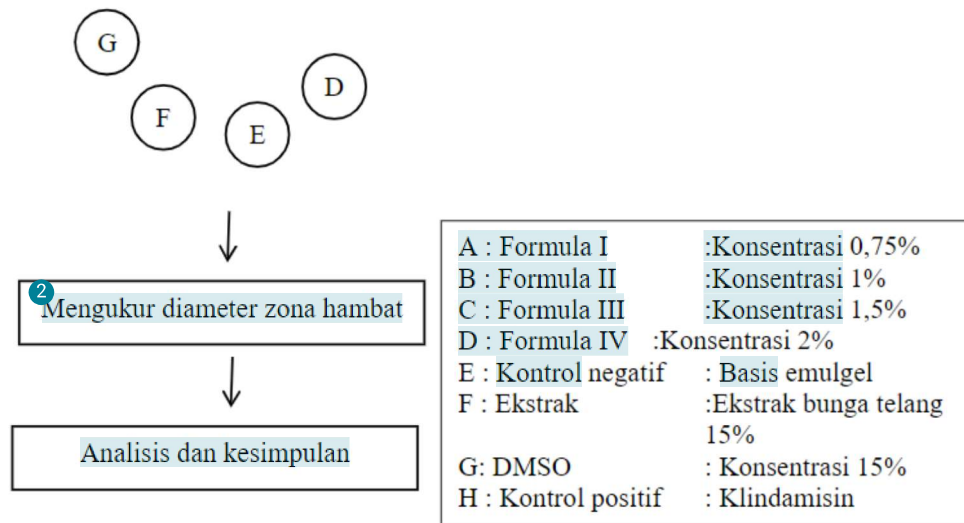 G
D
F
E
2
Mengukur diameter zona hambat
Analisis dan kesimpulan
A : Formula I :Konsentrasi 0,75%
B : Formula II :Konsentrasi 1%
C : Formula III :Konsentrasi 1,5%
D : Formula IV :Konsentrasi 2%
E : Kontrol negatif : Basis emulgel
F : Ekstrak :Ekstrak bunga telang
15%
G: DMSO : Konsentrasi 15%
H : Kontrol positif : Klindamisin